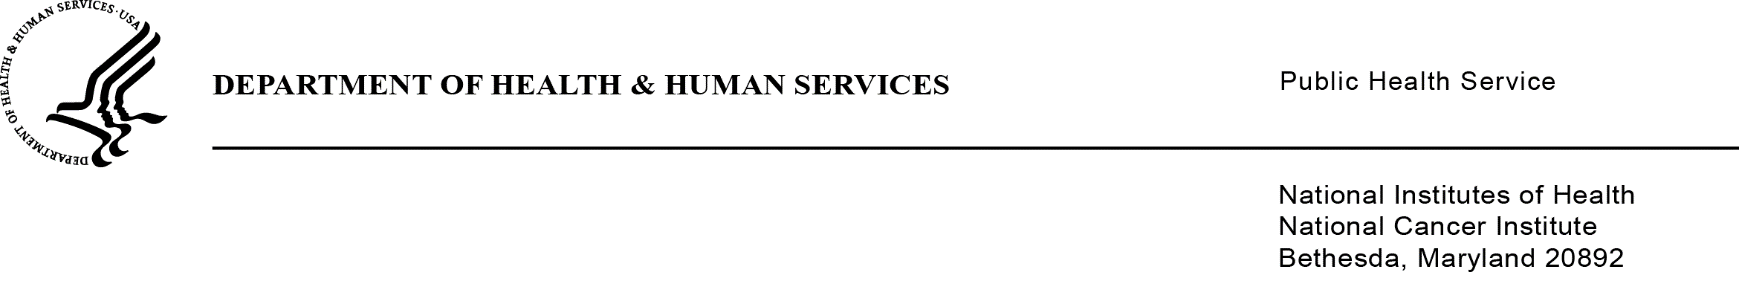 DEPARTMENT OF HEALTH & HUMAN SERVICES·USA
DEPARTMENT OF HEALTH & HUMAN SERVICES
Public Health Service
National Institutes of Health
National Cancer Institute
Bethesda, Maryland 20892